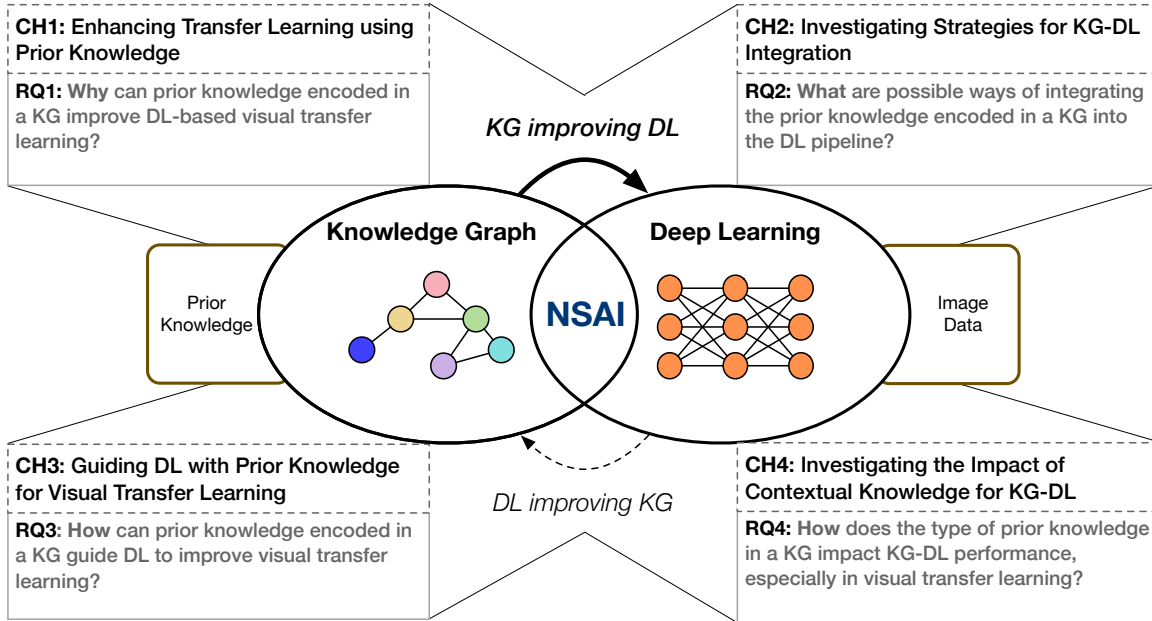 CH1: Enhancing Transfer Learning using
Prior Knowledge
RQ1: Why can prior knowledge encoded in
a KG improve DL-based visual transfer
learning?
CH2: Investigating Strategies for KG-DL
Integration
RQ2: What are possible ways of integrating
the prior knowledge encoded in a KG into
the DL pipeline?
KG improving DL
Knowledge Graph
Deep Learning
Prior
Knowledge
NSAI
Image
Data
CH3: Guiding DL with Prior Knowledge
for Visual Transfer Learning
RQ3: How can prior knowledge encoded in
a KG guide DL to improve visual transfer
learning?
DL improving KG
CH4: Investigating the Impact of
Contextual Knowledge for KG-DL
RQ4: How does the type of prior knowledge
in a KG impact KG-DL performance,
especially in visual transfer learning?